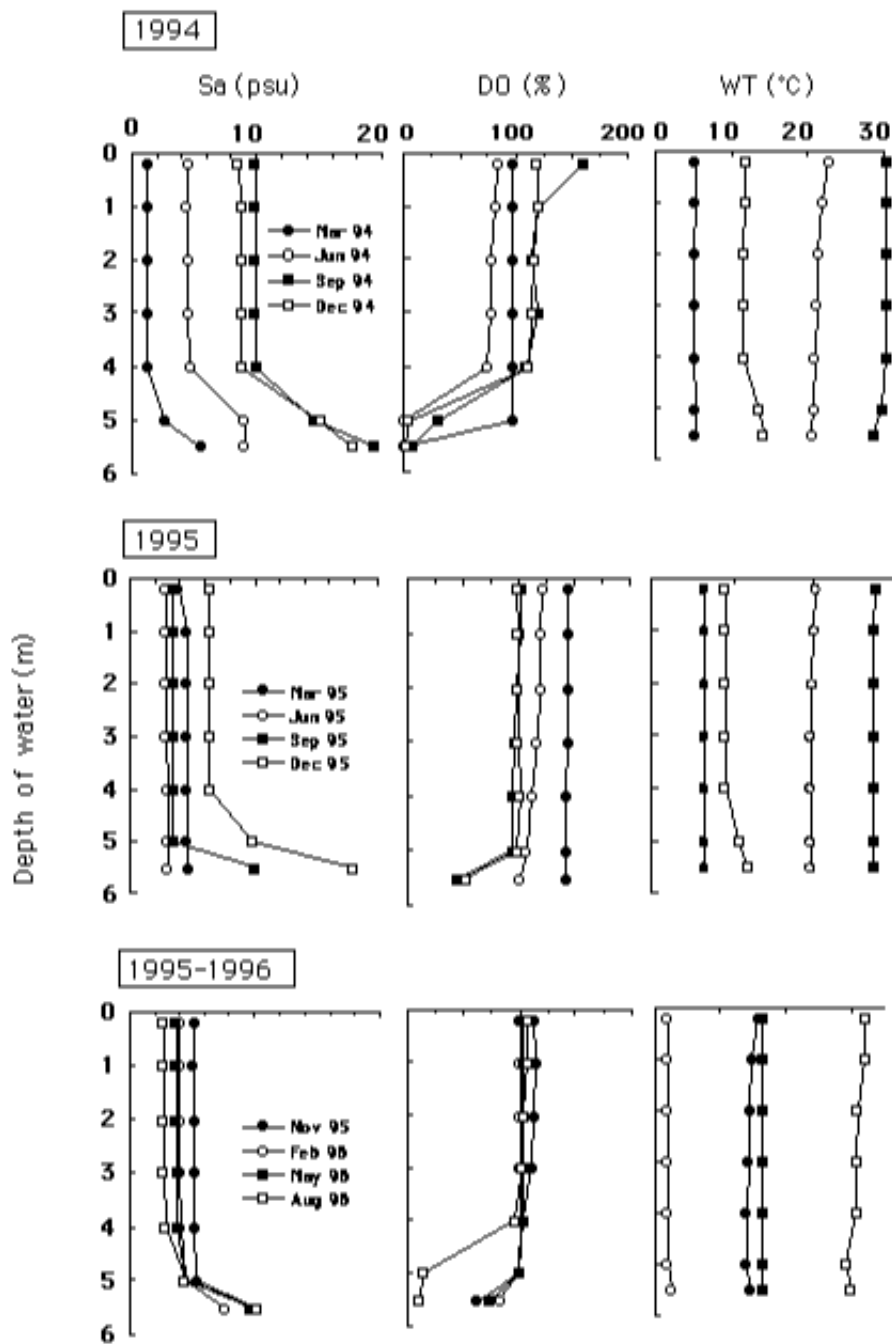 1994
Sa (psu) DO (%) WT (°C)
0 10 20 0 100 200 0 10 20 30
0
1
2
3
4
5
6
Mar 94
Jun 94
Sep 94
Dec 94
1995
0
1
2
3
4
5
6
Mar 95
Jun 95
Sep 95
Dec 95
Depth of water (m)
1995-1996
0
1
2
3
4
5
6
Nov 95
Feb 96
May 96
Aug 96